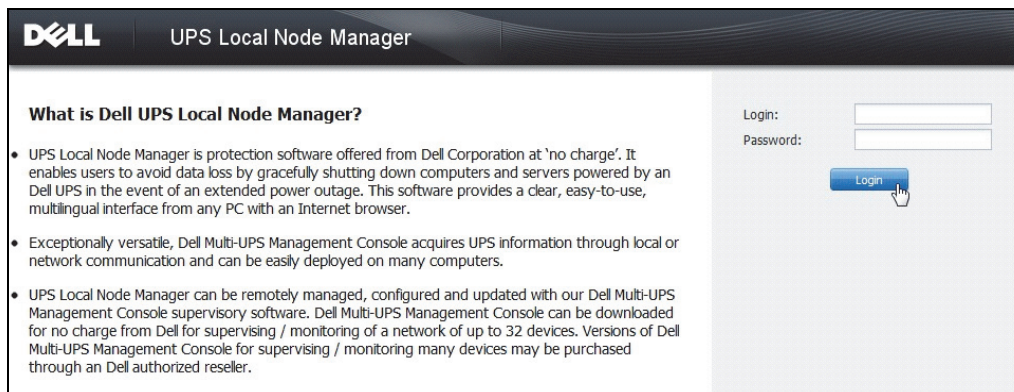 DELL
UPS Local Node Manager
What is Dell UPS Local Node Manager?
• UPS Local Node Manager is protection software offered from Dell Corporation at ‘no charge’. It
enables users to avoid data loss by gracefully shutting down computers and servers powered by an
Dell UPS in the event of an extended power outage. This software provides a clear, easy-to-use,
multilingual interface from any PC with an Internet browser.
• Exceptionally versatile, Dell Multi-UPS Management Console acquires UPS information through local or
network communication and can be easily deployed on many computers.
• UPS Local Node Manager can be remotely managed, configured and updated with our Dell Multi-UPS
Management Console supervisory software. Dell Multi-UPS Management Console can be downloaded
for no charge from Dell for supervising / monitoring of a network of up to 32 devices. Versions of Dell
Multi-UPS Management Console for supervising / monitoring many devices may be purchased
through an Dell authorized reseller.
Login:
Password:
Login